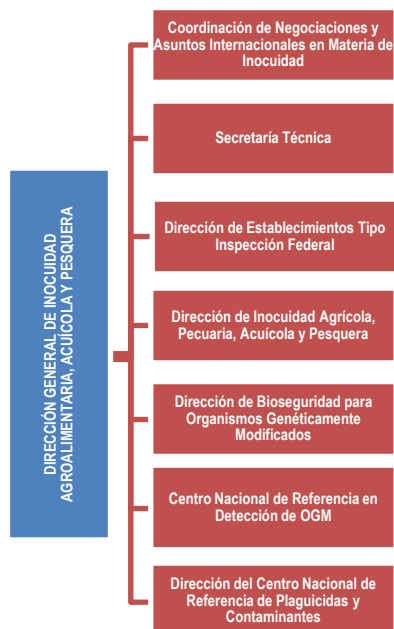 DIRECCIÓN GENERAL DE INOCUIDAD
AGROALIMENTARIA, ACUÍCOLA Y PESQUERA
Coordinación de Negociaciones y
Asuntos Internacionales en Materia de
Inocuidad
Secretaría Técnica
Dirección de Establecimientos Tipo
Inspección Federal
Dirección de Inocuidad Agrícola,
Pecuaria, Acuícola y Pesquera
Dirección de Bioseguridad para
Organismos Genéticamente
Modificados
Centro Nacional de Referencia en
Detección de OGM
Dirección del Centro Nacional de
Referencia de Plaguicidas y
Contaminantes